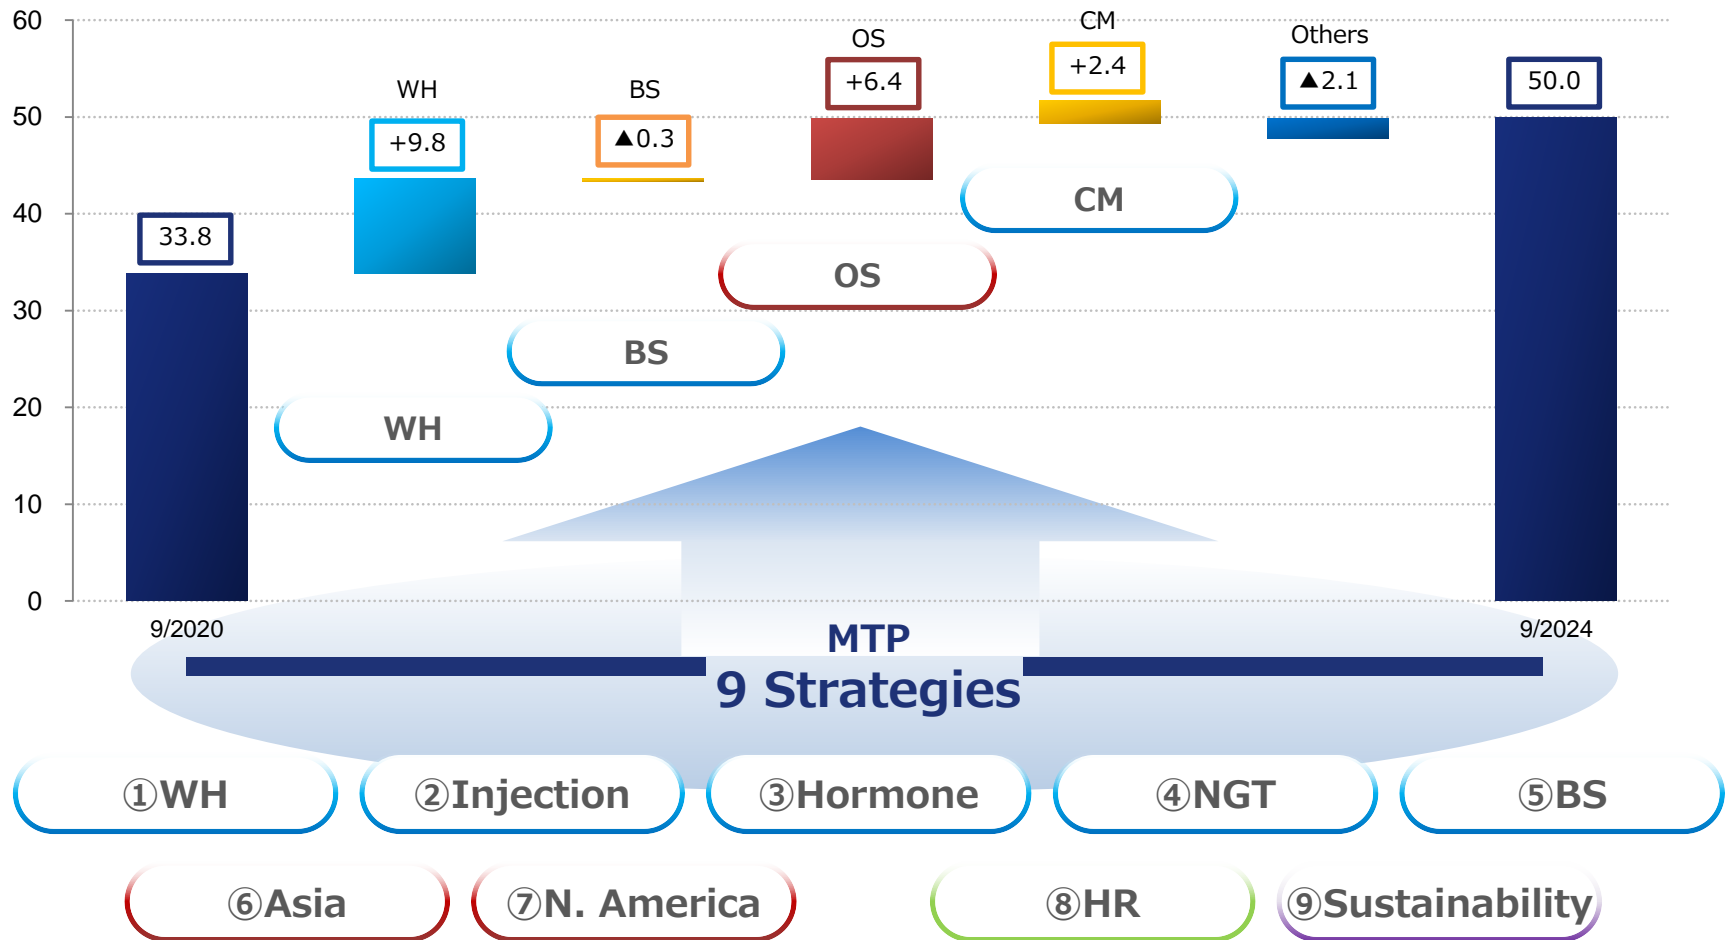 60
50
40
30
20
10
0
33.8
WH
+9.8
BS
▲0.3
OS
+6.4
CM
+2.4
Others
▲2.1
50.0
CM
OS
BS
WH
9/2020
9/2024
MTP
9 Strategies
①WH
②Injection
③Hormone
④NGT
⑤BS
⑥Asia
⑦N. America
⑧HR
⑨Sustainability